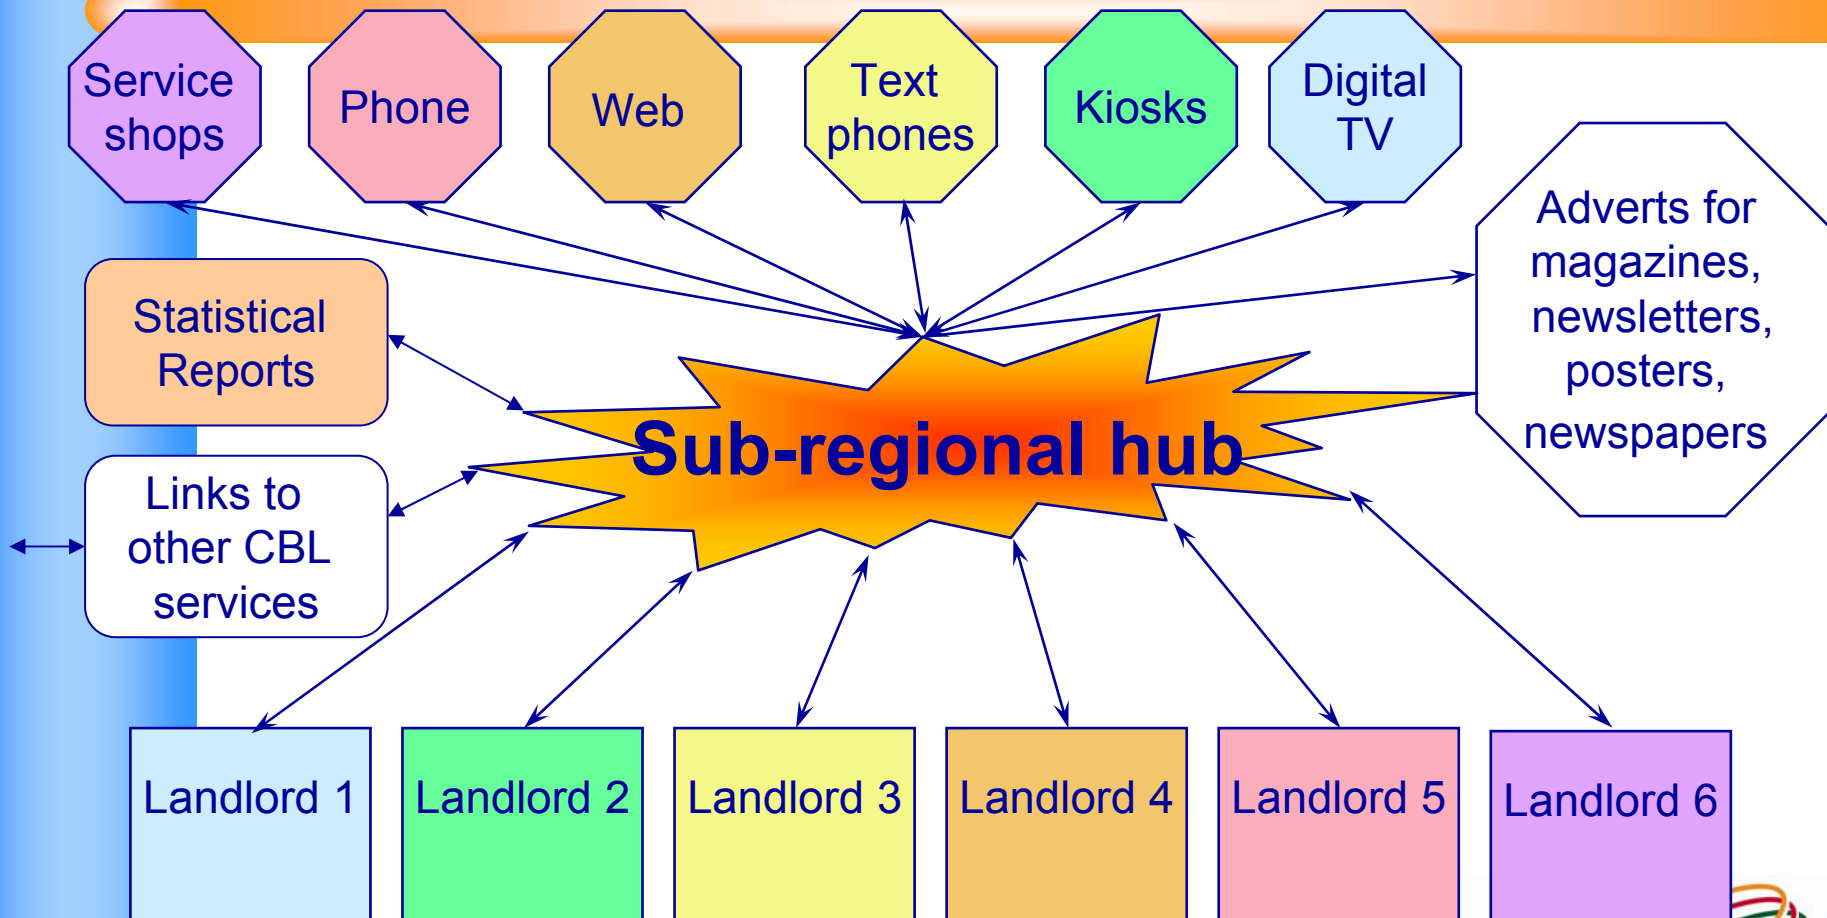 Service
shops
Phone
Web
Text
phones
Kiosks
Digital
TV
Adverts for
magazines,
newsletters,
posters,
newspapers
Statistical
Reports
Sub-regional hub
Links to
other CBL
services
Landlord 1
Landlord 2
Landlord 3
Landlord 4
Landlord 5
Landlord 6